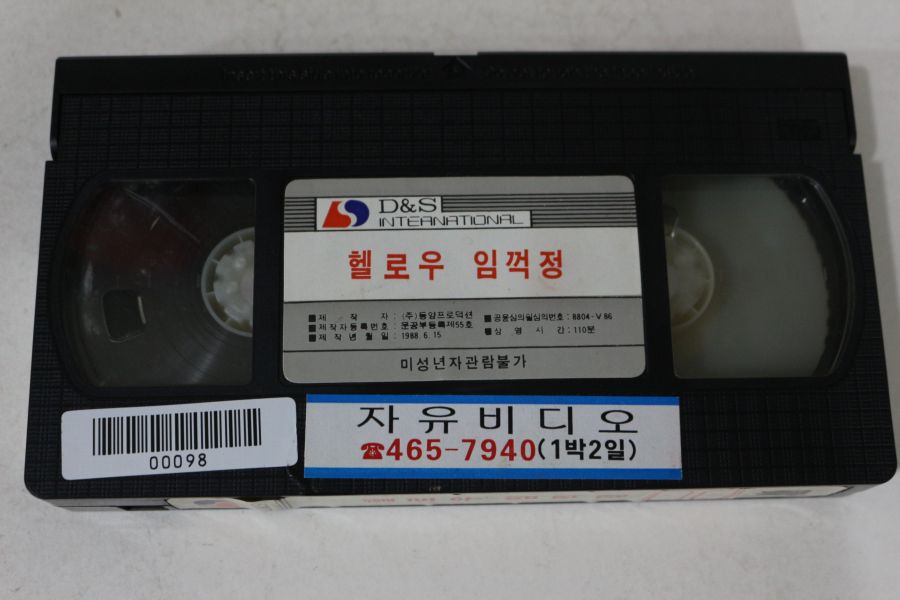 D&S
INTERNATIONAL
헬로우 임꺽정
■제 작 자 : (주)동양프로덕션
■제작자등록번호 : 문공부등록제55호
■제 작 년 월 일 : 1988. 6. 15
■공윤심의필심의번호 : 8804-V 86
■상 영 시 간 : 110분
미성년자관람불가
00098
자유비디오
☎465-7940(1박2일)